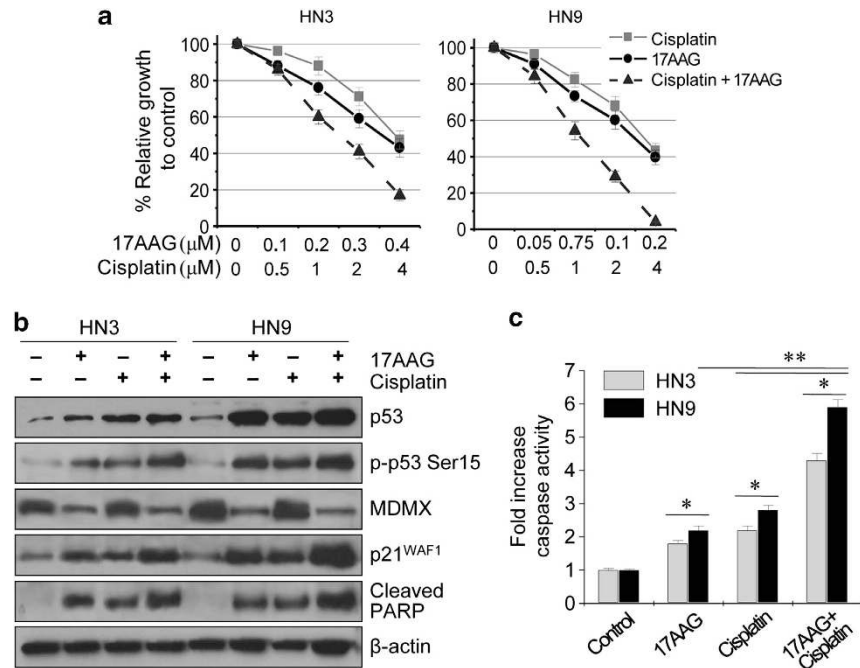 a
HN3
HN9
Cisplatin
17AAG
Cisplatin + 17AAG
% Relative growth
to control
100
80
60
40
20
0
100
80
60
40
20
0
17AAG (μM) 0 0.1 0.2 0.3 0.4 0 0.05 0.75 0.1 0.2
Cisplatin (μM) 0 0.5 1 2 4 0 0.5 1 2 4
b
HN3 HN9
– + – + – + – + 17AAG
– – + + – – + + Cisplatin
p53
p-p53 Ser15
MDMX
p21WAF1
Cleaved
PARP
β-actin
c
Fold increase
caspase activity
7
6
5
4
3
2
1
0
HN3
HN9
**
*
*
*
Control
17AAG
Cisplatin
17AAG+
Cisplatin